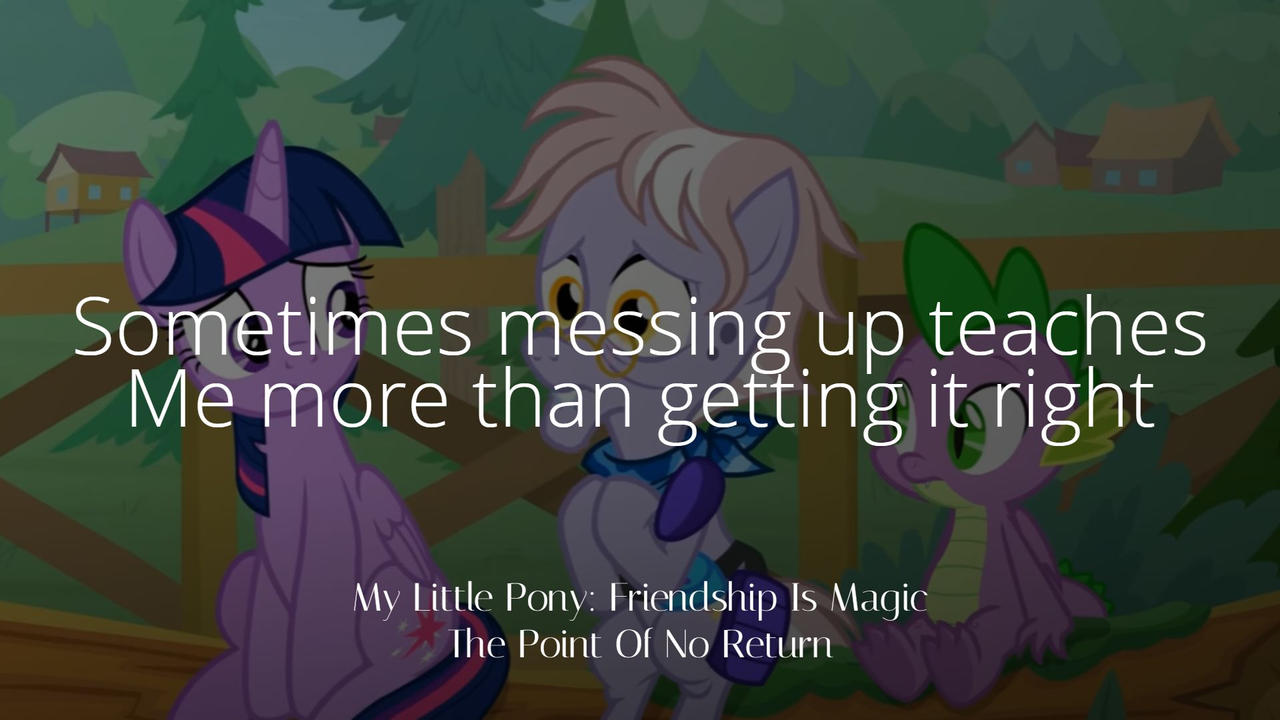 Sometimes messing up teaches
Me more than getting it right
My Little Pony: Friendship Is Magic
The Point Of No Return